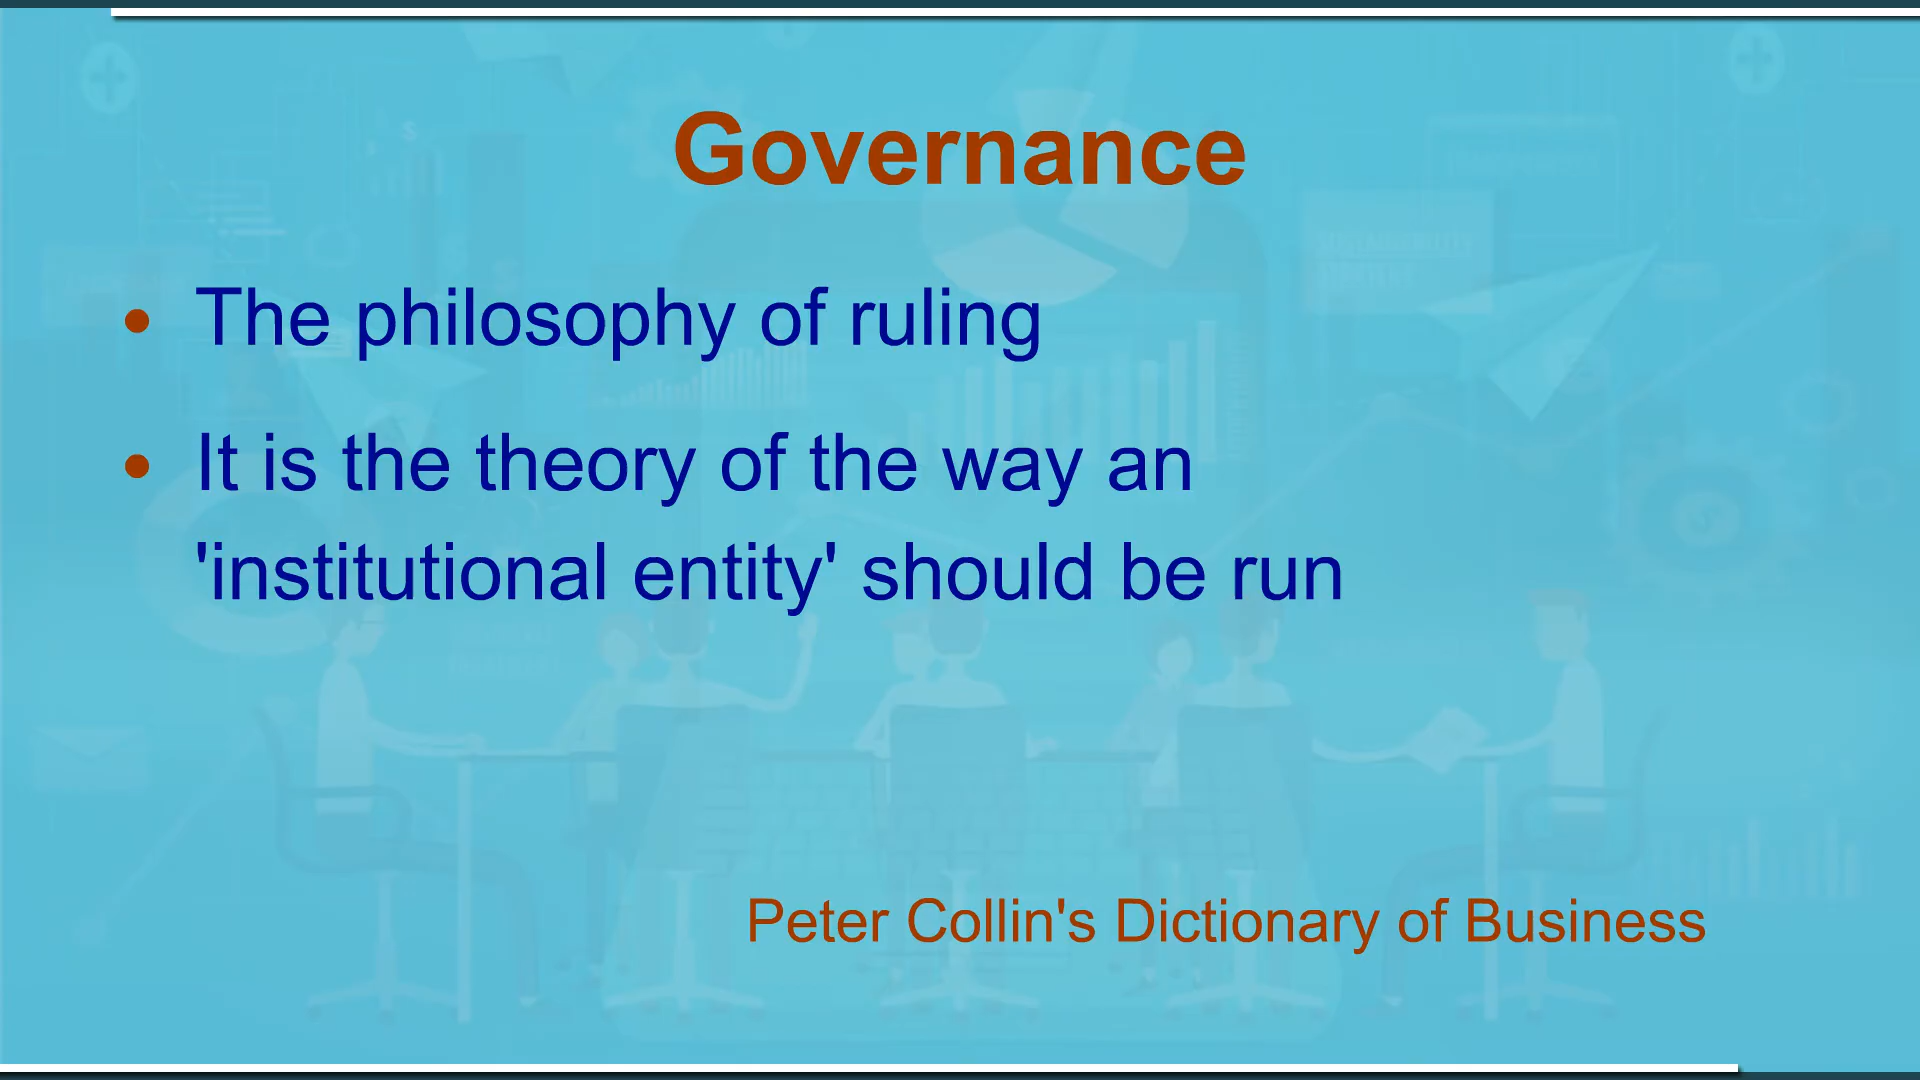 Governance
• The philosophy of ruling
• It is the theory of the way an
'institutional entity' should be run
Peter Collin's Dictionary of Business